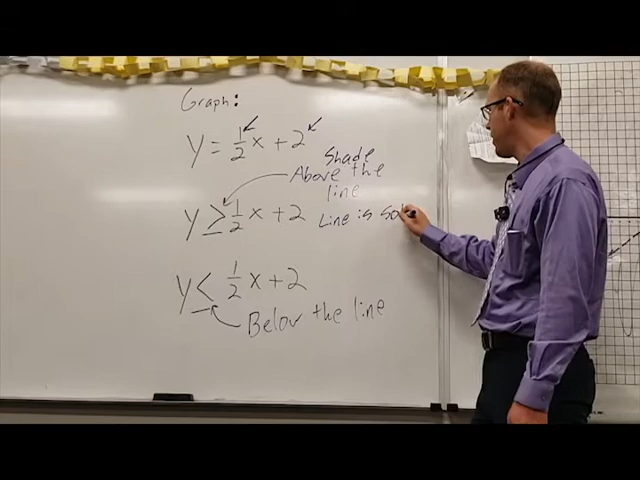 Graph:
y = 1/2 x + 2
Shade
Above the
line
y ≥ 1/2 x + 2
Line is So
y < 1/2 x + 2
Below the line